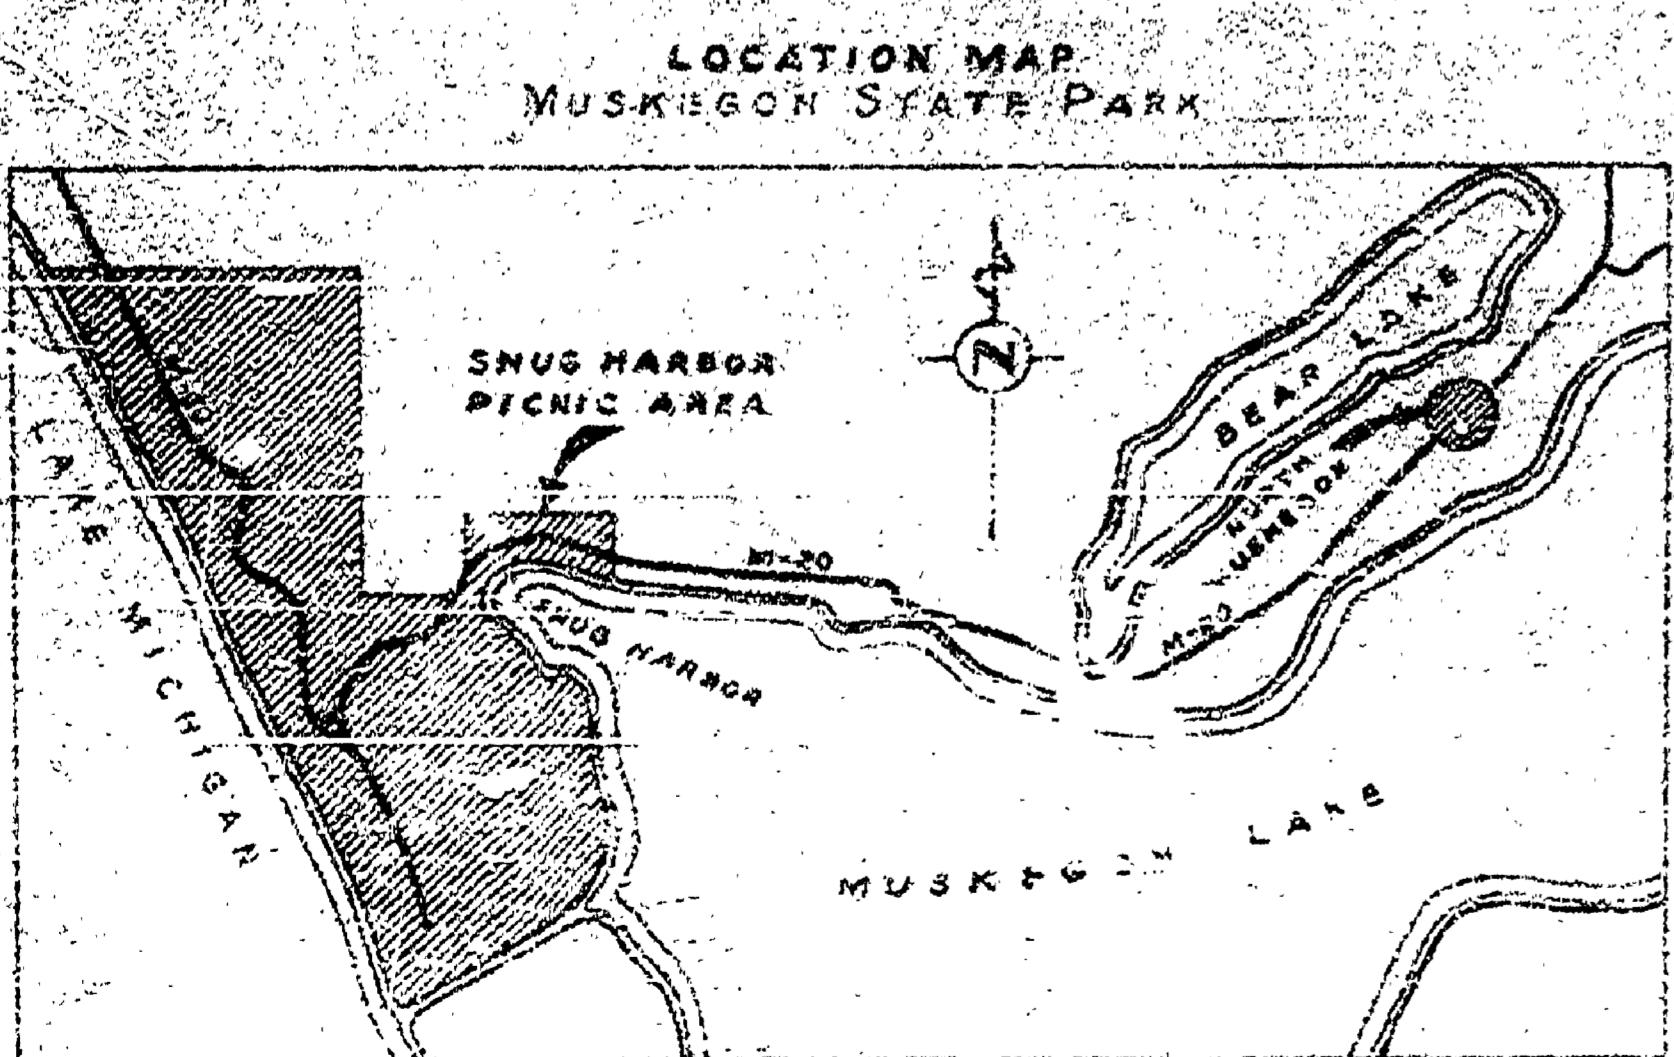 LOCATION MAP
MUSKEGON STATE PARK
SNUG HARBOR
PICNIC AREA
BEAR LAKE
NORTH
M-20
SNUG HARBOR
M-20
LAKE MICHIGAN
MUSKEGON LAKE